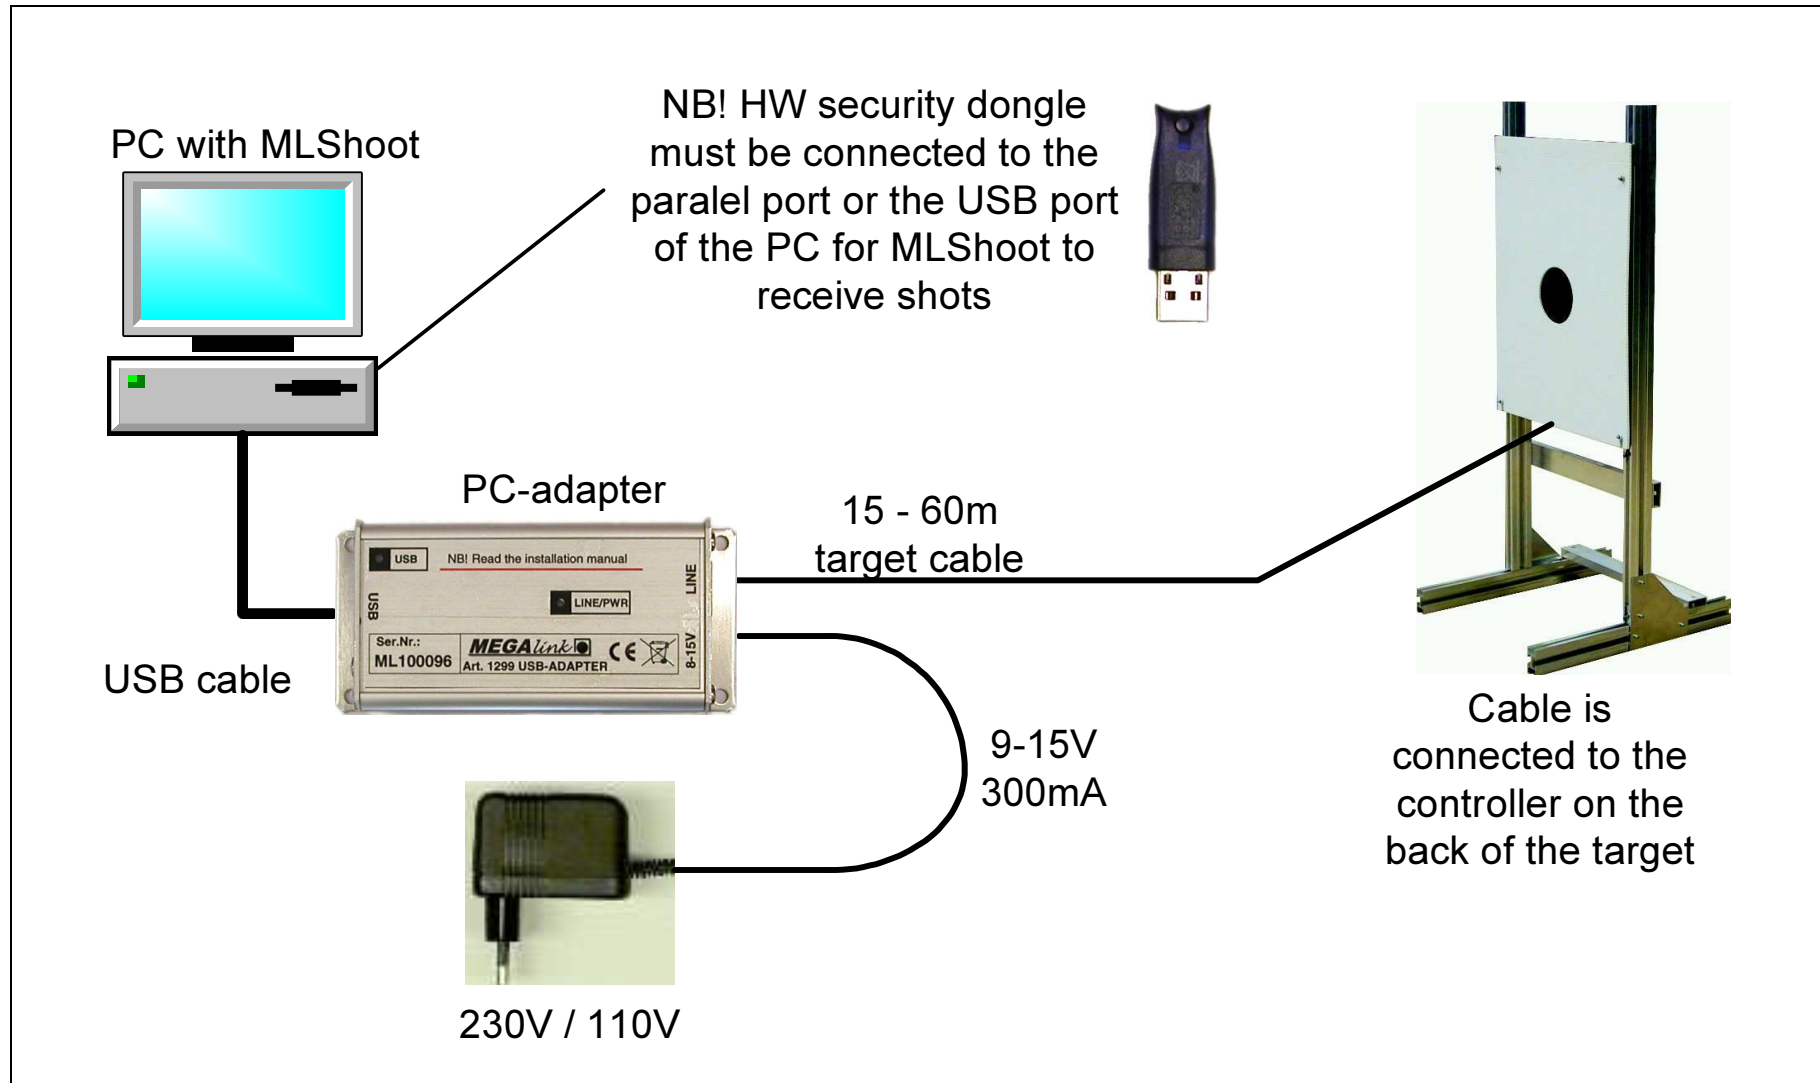 PC with MLShoot
NB! HW security dongle
must be connected to the
paralel port or the USB port
of the PC for MLShoot to
receive shots
PC-adapter
USB
NB! Read the installation manual
USB
LINE/PWR
LINE
8-15V
Ser.Nr.:
ML100096
MEGAlink
CE
Art. 1299 USB-ADAPTER
15 - 60m
target cable
USB cable
9-15V
300mA
230V / 110V
Cable is
connected to the
controller on the
back of the target